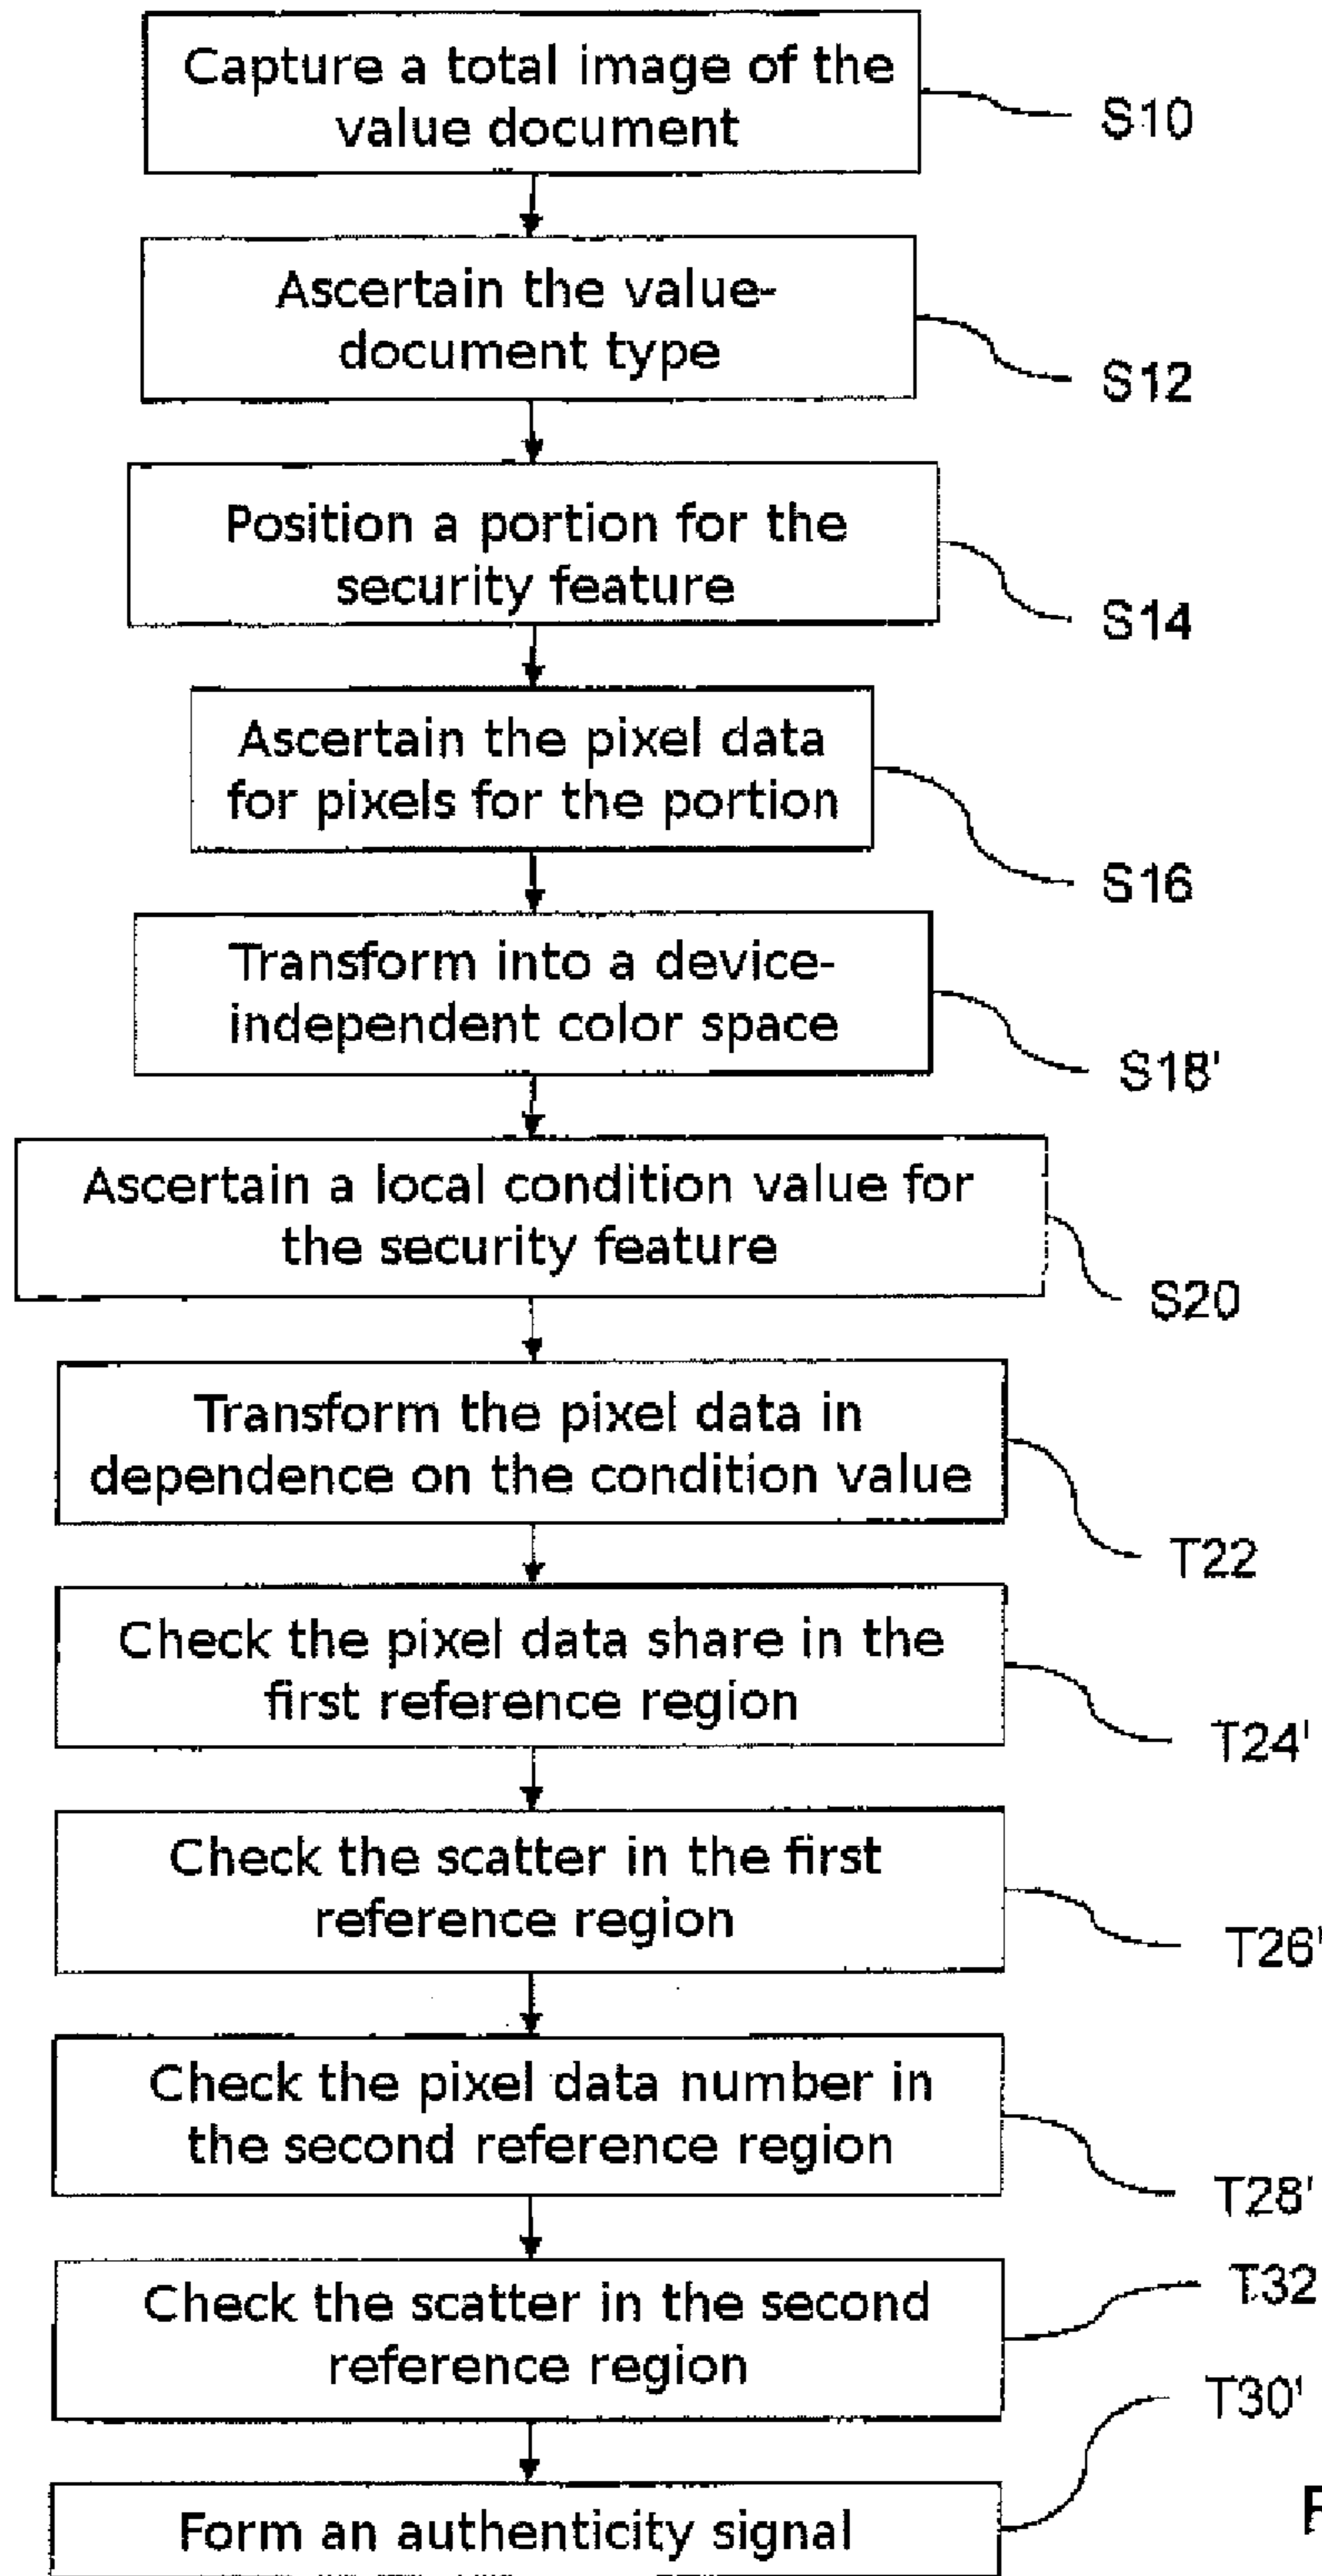 Capture a total image of the
value document
S10
Ascertain the value-
document type
S12
Position a portion for the
security feature
S14
Ascertain the pixel data
for pixels for the portion
S16
Transform into a device-
independent color space
S18'
Ascertain a local condition value for
the security feature
S20
Transform the pixel data in
dependence on the condition value
T22
Check the pixel data share in the
first reference region
T24'
Check the scatter in the first
reference region
T26'
Check the pixel data number in
the second reference region
T28'
Check the scatter in the second
reference region
T32
Form an authenticity signal
T30'